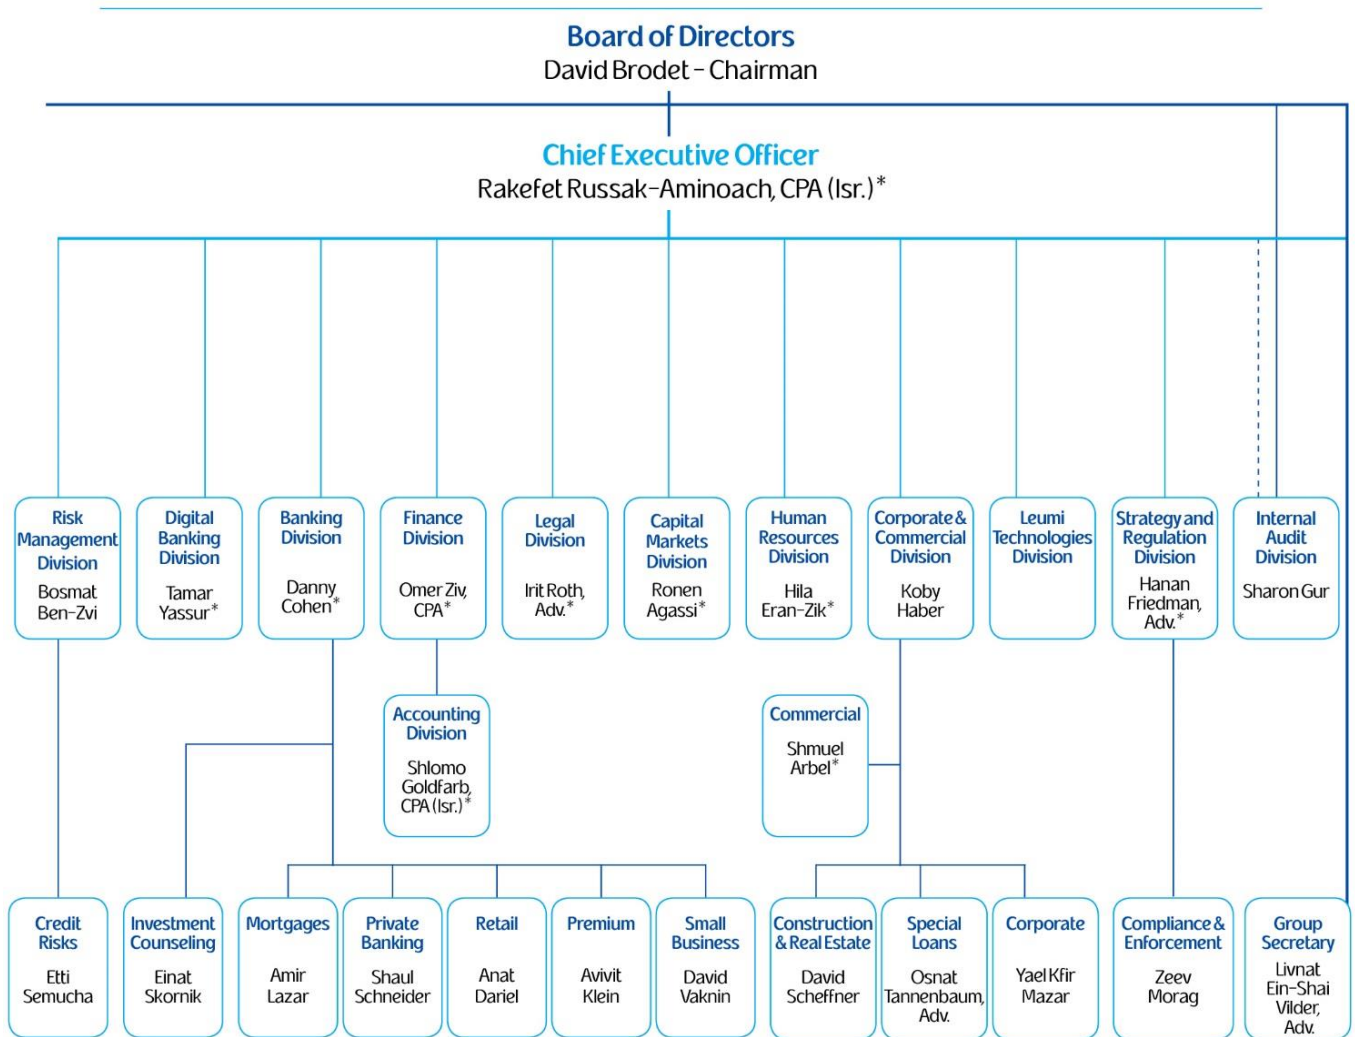 Board of Directors
David Brodet - Chairman
Chief Executive Officer
Rakefet Russak-Aminoach, CPA (Isr.)*
Risk
Management
Division
Bosmat
Ben-Zvi
Digital
Banking
Division
Tamar
Yassur*
Banking
Division
Danny
Cohen*
Finance
Division
Omer Ziv,
CPA*
Legal
Division
Irit Roth,
Adv.*
Capital
Markets
Division
Ronen
Agassi*
Human
Resources
Division
Hila
Eran-Zik*
Corporate &
Commercial
Division
Koby
Haber
Leumi
Technologies
Division
Strategy and
Regulation
Division
Hanan
Friedman,
Adv.*
Internal
Audit
Division
Sharon Gur
Accounting
Division
Shlomo
Goldfarb,
CPA (Isr.)*
Commercial
Shmuel
Arbel*
Credit
Risks
Etti
Semucha
Investment
Counseling
Einat
Skornik
Mortgages
Amir
Lazar
Private
Banking
Shaul
Schneider
Retail
Anat
Dariel
Premium
Avivit
Klein
Small
Business
David
Vaknin
Construction
& Real Estate
David
Scheffner
Special
Loans
Osnat
Tannenbaum,
Adv.
Corporate
Yael Kfir
Mazar
Compliance &
Enforcement
Zeev
Morag
Group
Secretary
Livnat
Ein-Shai
Vilder,
Adv.